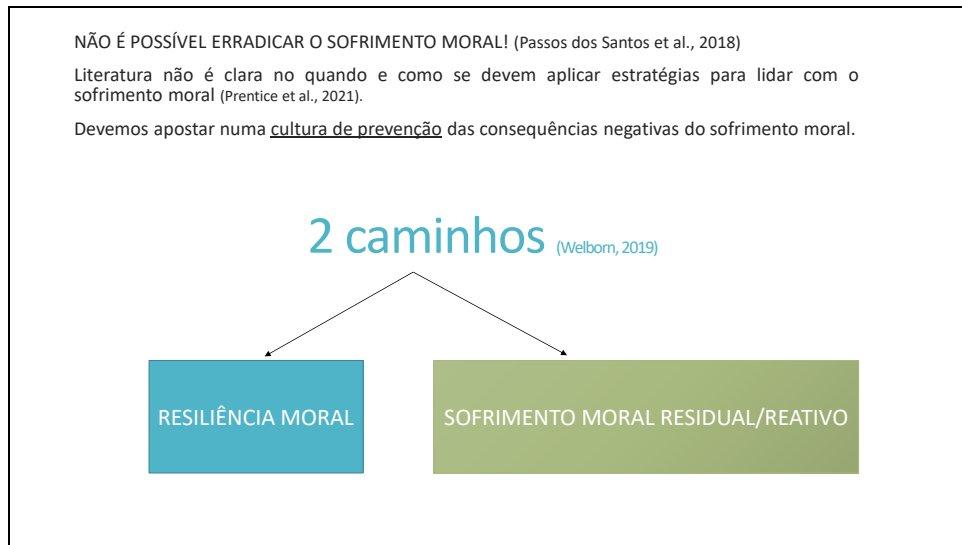 NÃO É POSSÍVEL ERRADICAR O SOFRIMENTO MORAL! (Passos dos Santos et al., 2018)
Literatura não é clara no quando e como se devem aplicar estratégias para lidar com o
sofrimento moral (Prentice et al., 2021).
Devemos apostar numa cultura de prevenção das consequências negativas do sofrimento moral.
2 caminhos (Welborn, 2019)
RESILIÊNCIA MORAL
SOFRIMENTO MORAL RESIDUAL/REATIVO